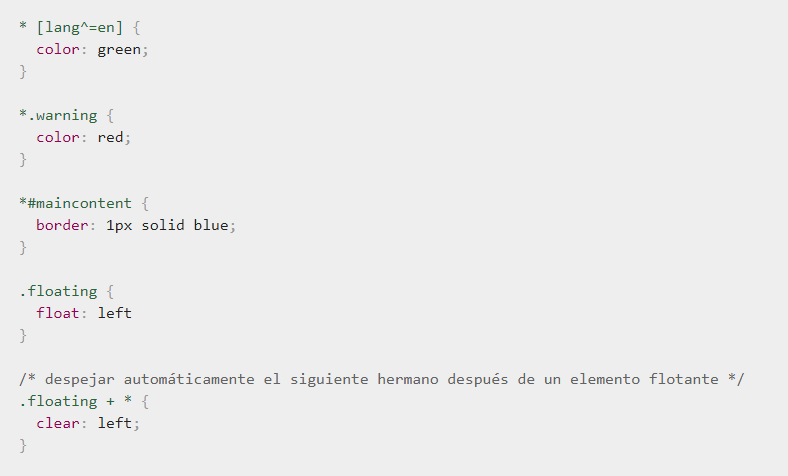 * [lang^=en] {
  color: green;
}

*.warning {
  color: red;
}

*#maincontent {
  border: 1px solid blue;
}

.floating {
  float: left
}

/* despejar automáticamente el siguiente hermano después de un elemento flotante */
.floating + * {
  clear: left;
}